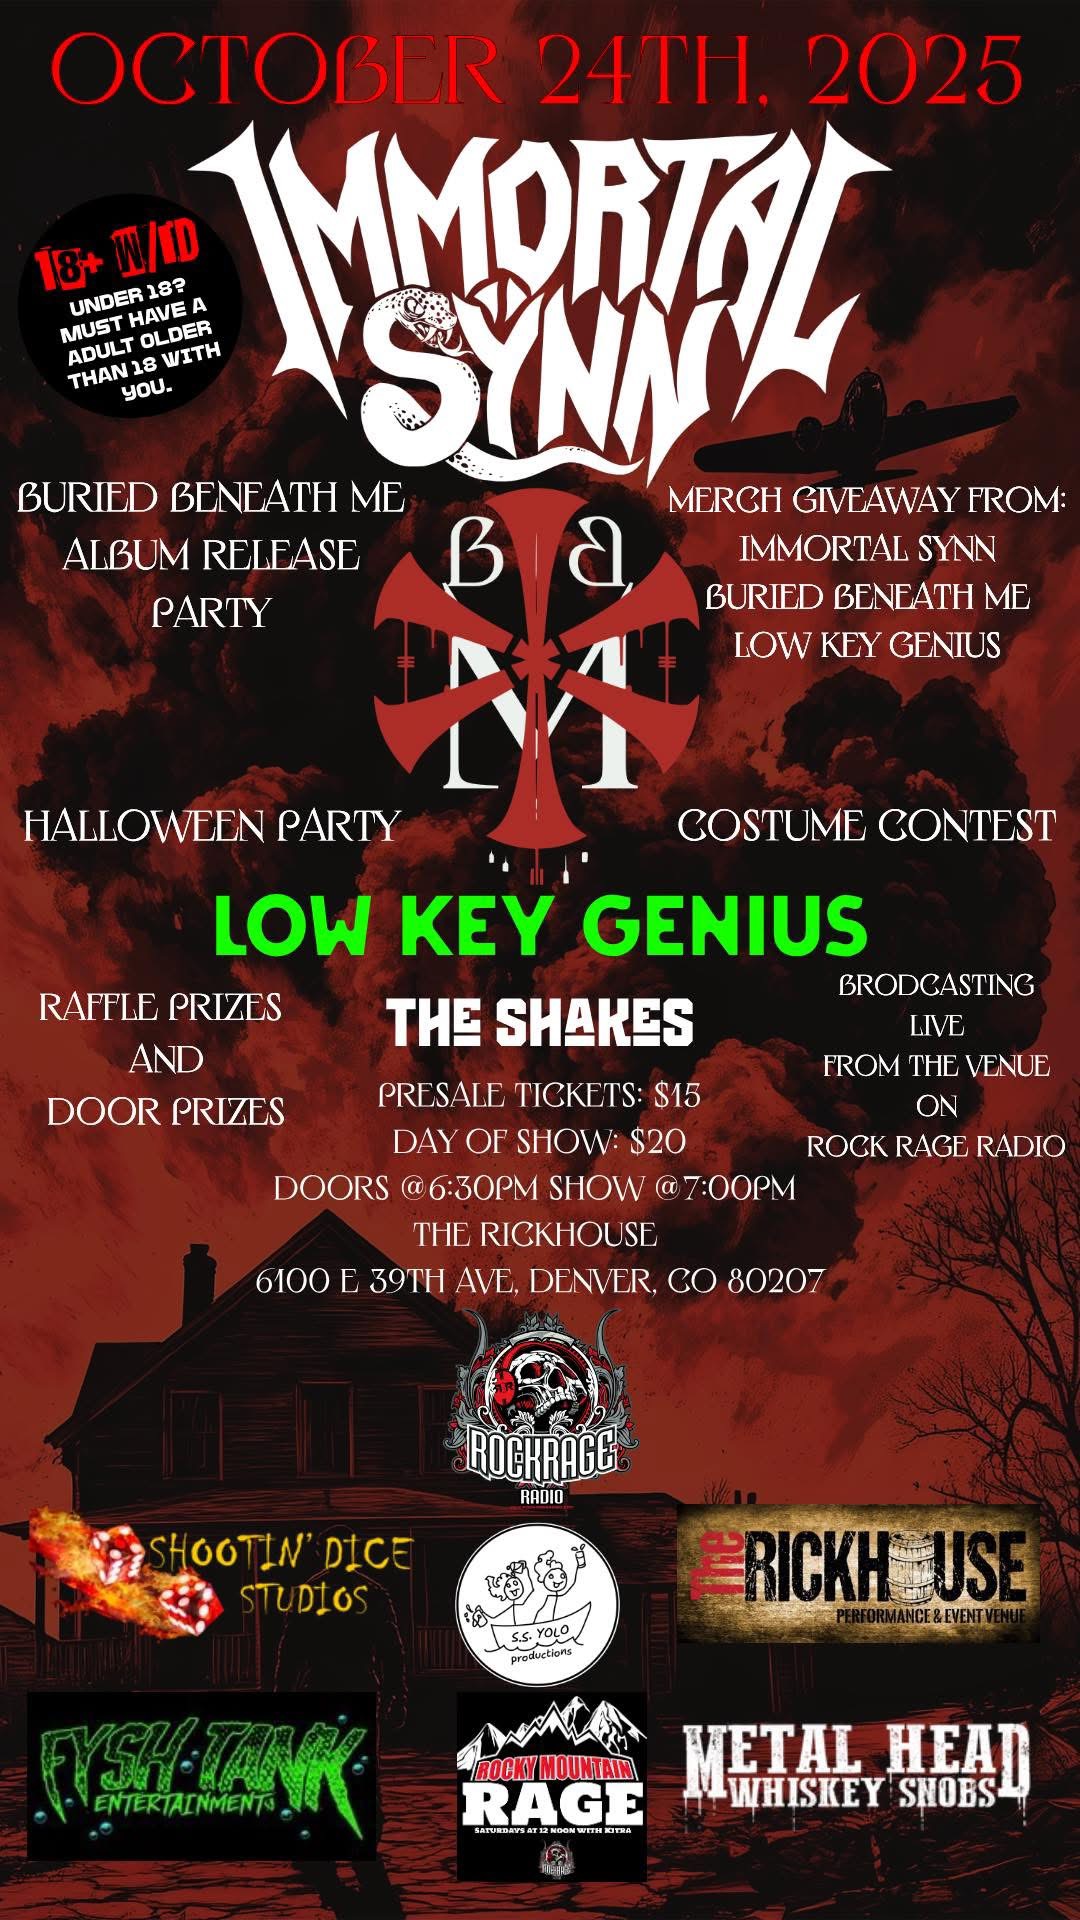 OCTOBER 24TH, 2025
IMMORTAL
SŸNN
18+ W/ID
UNDER 18?
MUST HAVE A
ADULT OLDER
THAN 18 WITH
YOU.
BURIED BENEATH ME
ALBUM RELEASE
PARTY
B B
M
MERCH GIVEAWAY FROM:
IMMORTAL SYNN
BURIED BENEATH ME
LOW KEY GENIUS
HALLOWEEN PARTY
COSTUME CONTEST
LOW KEY GENIUS
RAFFLE PRIZES
AND
DOOR PRIZES
THE SHAKES
BRODCASTING
LIVE
FROM THE VENUE
ON
ROCK RAGE RADIO
PRESALE TICKETS: $15
DAY OF SHOW: $20
DOORS @6:30PM SHOW @7:00PM
THE RICKHOUSE
6100 E 39TH AVE, DENVER, CO 80207
ROCKRAGE
RADIO
SHOOTIN' DICE
STUDIOS
S.S. YOLO
productions
The RICKHOUSE
PERFORMANCE & EVENT VENUE
FYSH TANK
ENTERTAINMENT
ROCKY MOUNTAIN
RAGE
SATURDAYS AT 12 NOON WITH KITRA
ROCKRAGE
METAL HEAD
WHISKEY SNOBS